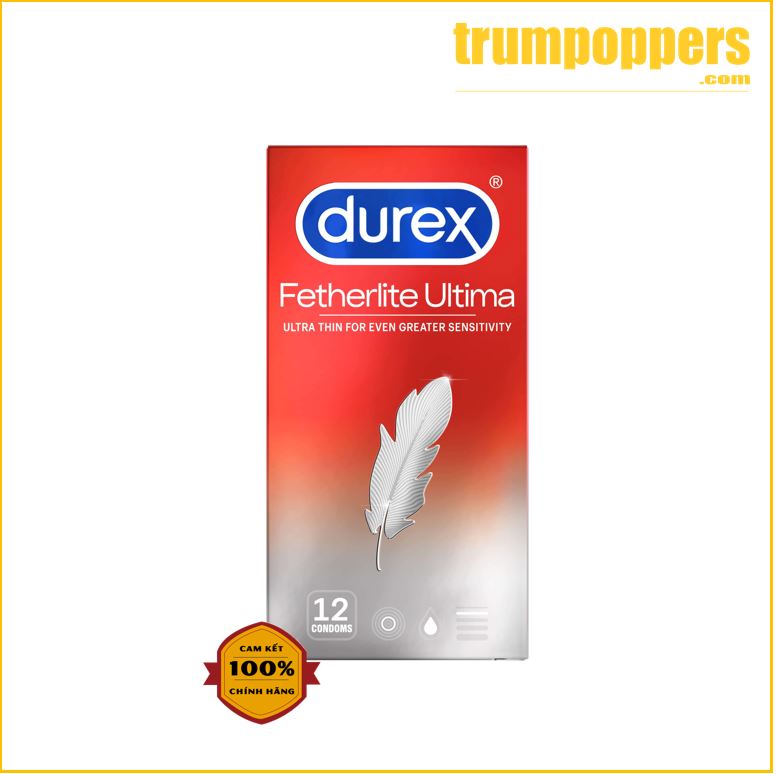 trumpoppers
.com
durex®
Fetherlite Ultima
ULTRA THIN FOR EVEN GREATER SENSITIVITY
12
CONDOMS
CAM KẾT
100%
CHÍNH HÃNG